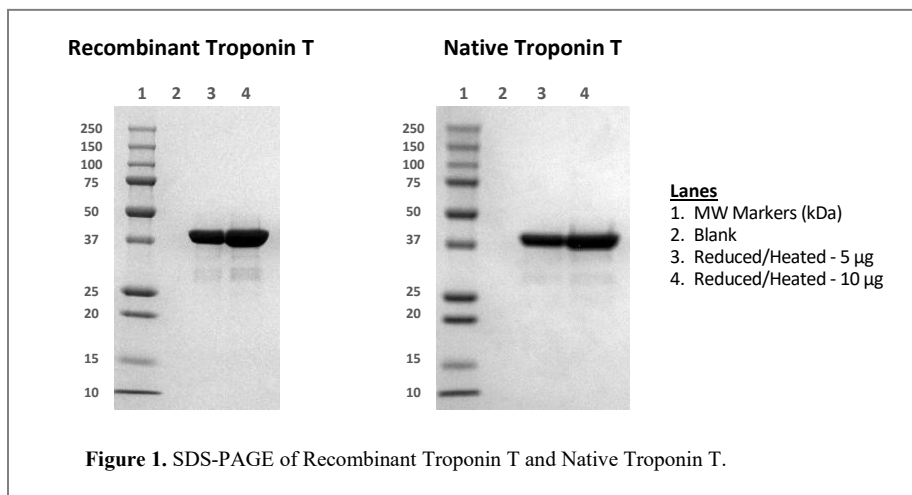 Recombinant Troponin T
Native Troponin T
1 2 3 4
1 2 3 4
250
150
100
75
50
37
25
20
15
10
250
150
100
75
50
37
25
20
15
10
Lanes
1. MW Markers (kDa)
2. Blank
3. Reduced/Heated - 5 µg
4. Reduced/Heated - 10 µg
Figure 1. SDS-PAGE of Recombinant Troponin T and Native Troponin T.